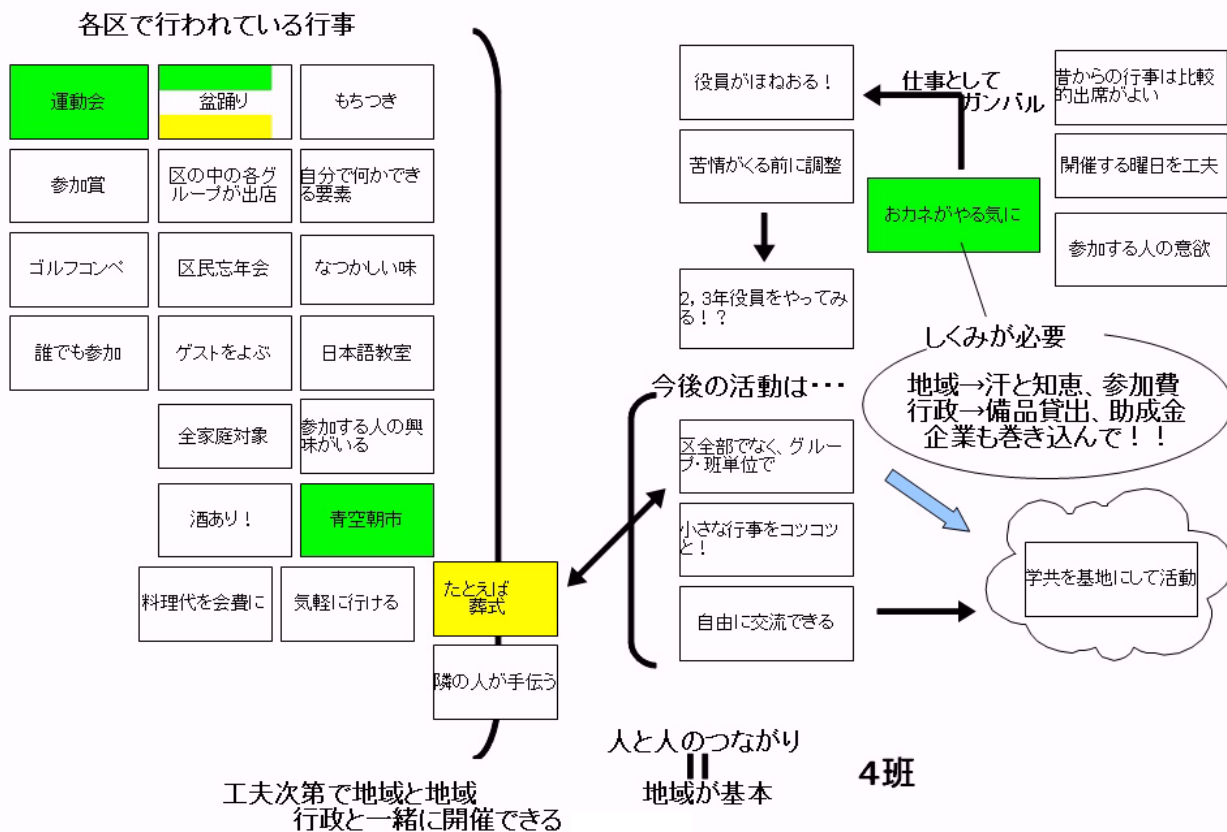 各区で行われている行事
運動会
盆踊り
もちつき
参加賞
区の中の各グ
ループが出店
自分で何かでき
る要素
ゴルフコンペ
区民忘年会
なつかしい味
誰でも参加
ゲストをよぶ
日本語教室
全家庭対象
参加する人の興
味がいる
酒あり!
青空朝市
料理代を会費に
気軽に行ける
たとえば
葬式
隣の人が手伝う
工夫次第で地域と地域
行政と一緒に開催できる
役員がほねおる!
苦情がくる前に調整
2,3年役員をやってみ
る!?
仕事として
ガンバル
おカネがやる気に
昔からの行事は比較
的出席がよい
開催する曜日を工夫
参加する人の意欲
しくみが必要
地域→汗と知恵、参加費
行政→備品貸出、助成金
企業も巻き込んで!!
今後の活動は・・・
区全部でなく、グルー
プ・班単位で
小さな行事をコツコツ
と!
自由に交流できる
学共を基地にして活動
人と人のつながり
地域が基本
4班